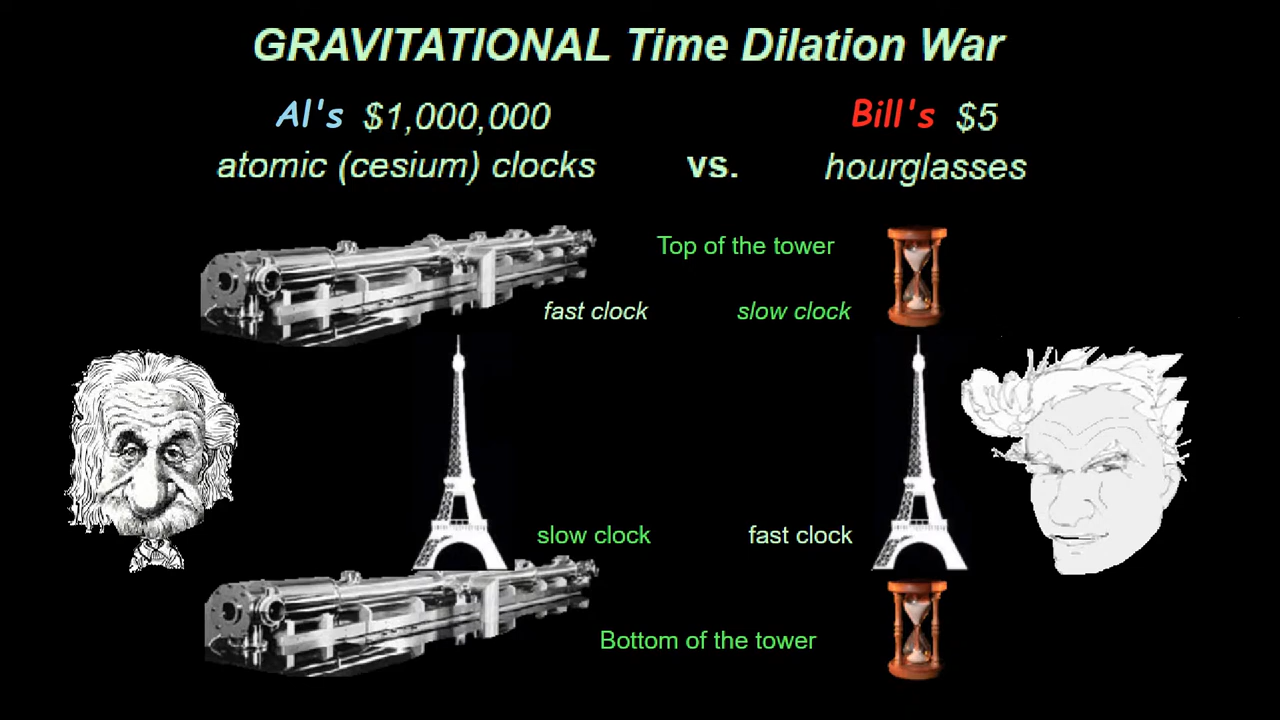 GRAVITATIONAL Time Dilation War
Al's $1,000,000
atomic (cesium) clocks
vs.
Bill's $5
hourglasses
Top of the tower
fast clock
slow clock
slow clock
fast clock
Bottom of the tower